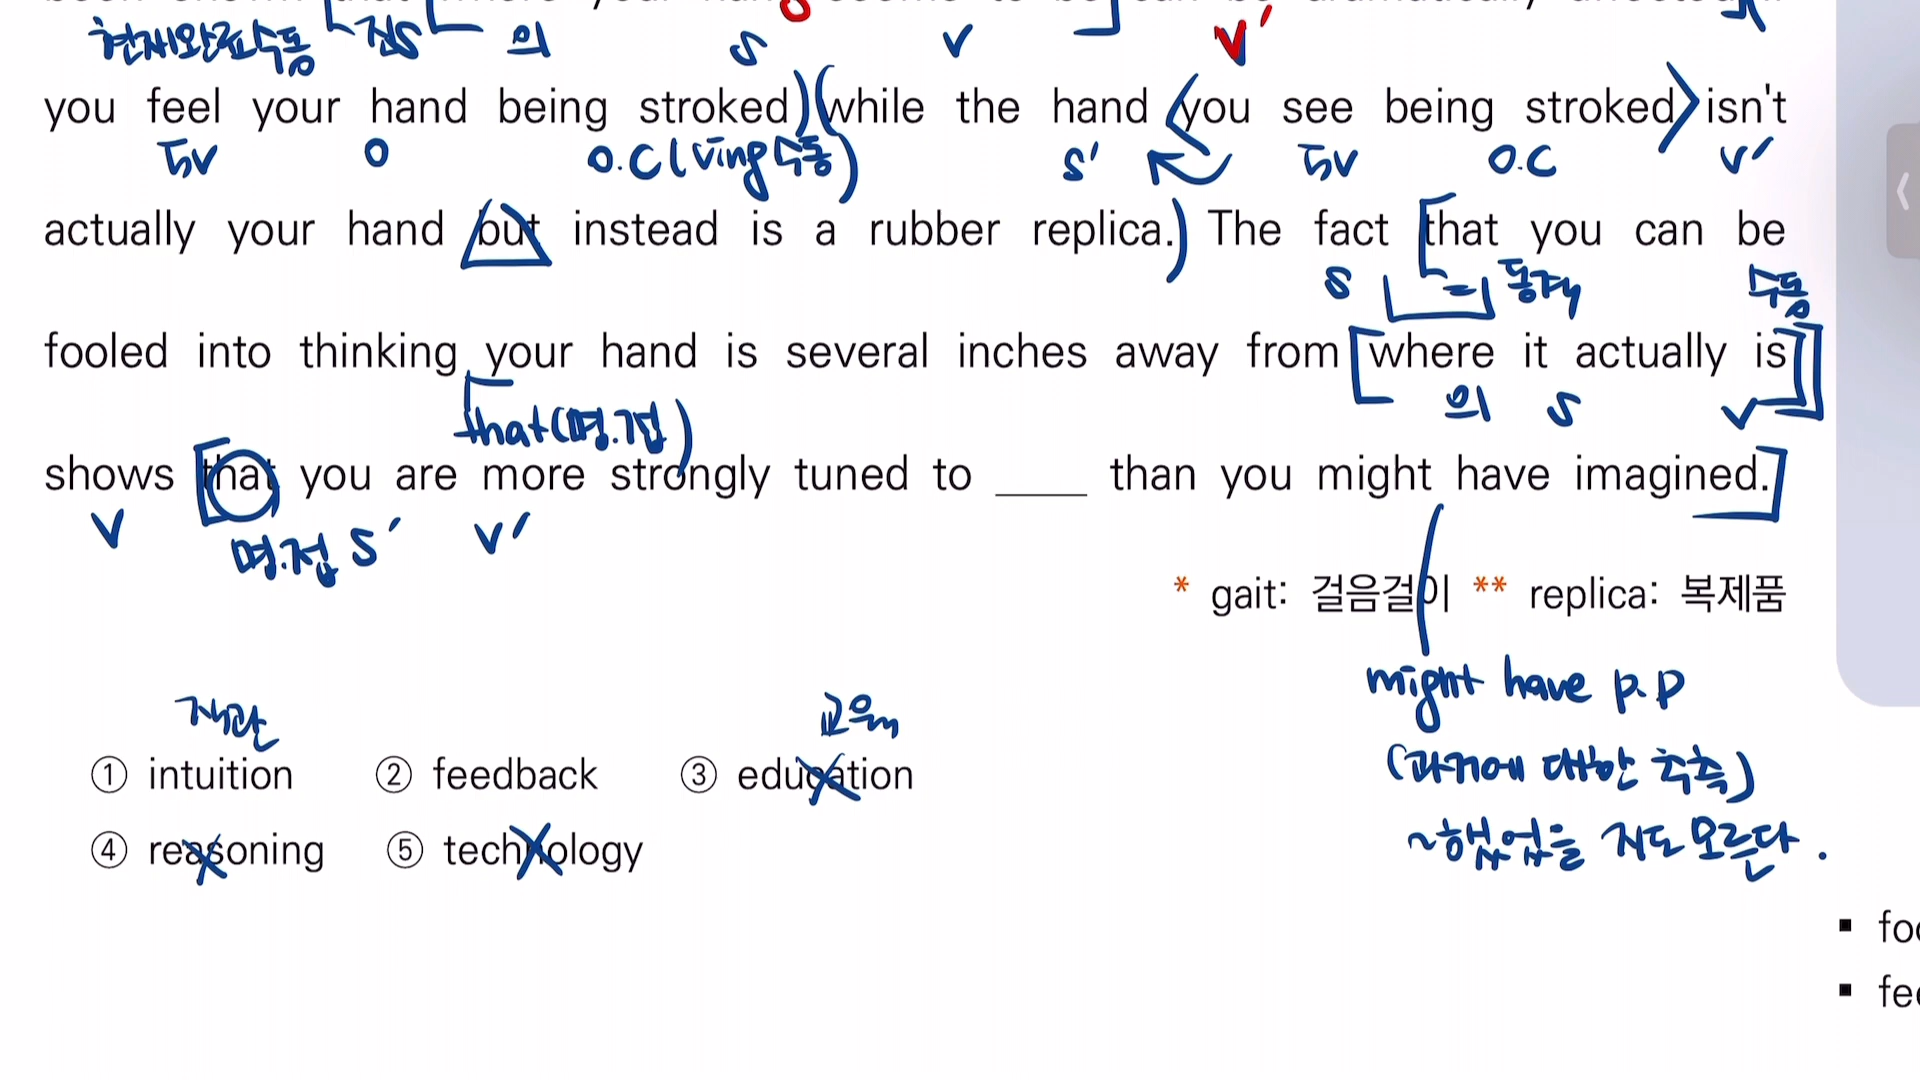 현재완료수동 접S 의 S V V'
you feel your hand being stroked) (while the hand <you see being stroked> isn't
5V O O.C (ving수동) S' 5V O.C V'
actually your hand but instead is a rubber replica.) The fact [that you can be
S = 동격 수동
fooled into thinking your hand is several inches away from [where it actually is]]
that(명.접) 의 S V
shows [that you are more strongly tuned to ____ than you might have imagined.]
V 명.접 S' V'
* gait: 걸음걸이 ** replica: 복제품
might have p.p
(과거에 대한 추측)
~했었을 지도 모른다.
직관 교육
① intuition ② feedback ③ education
④ reasoning ⑤ technology